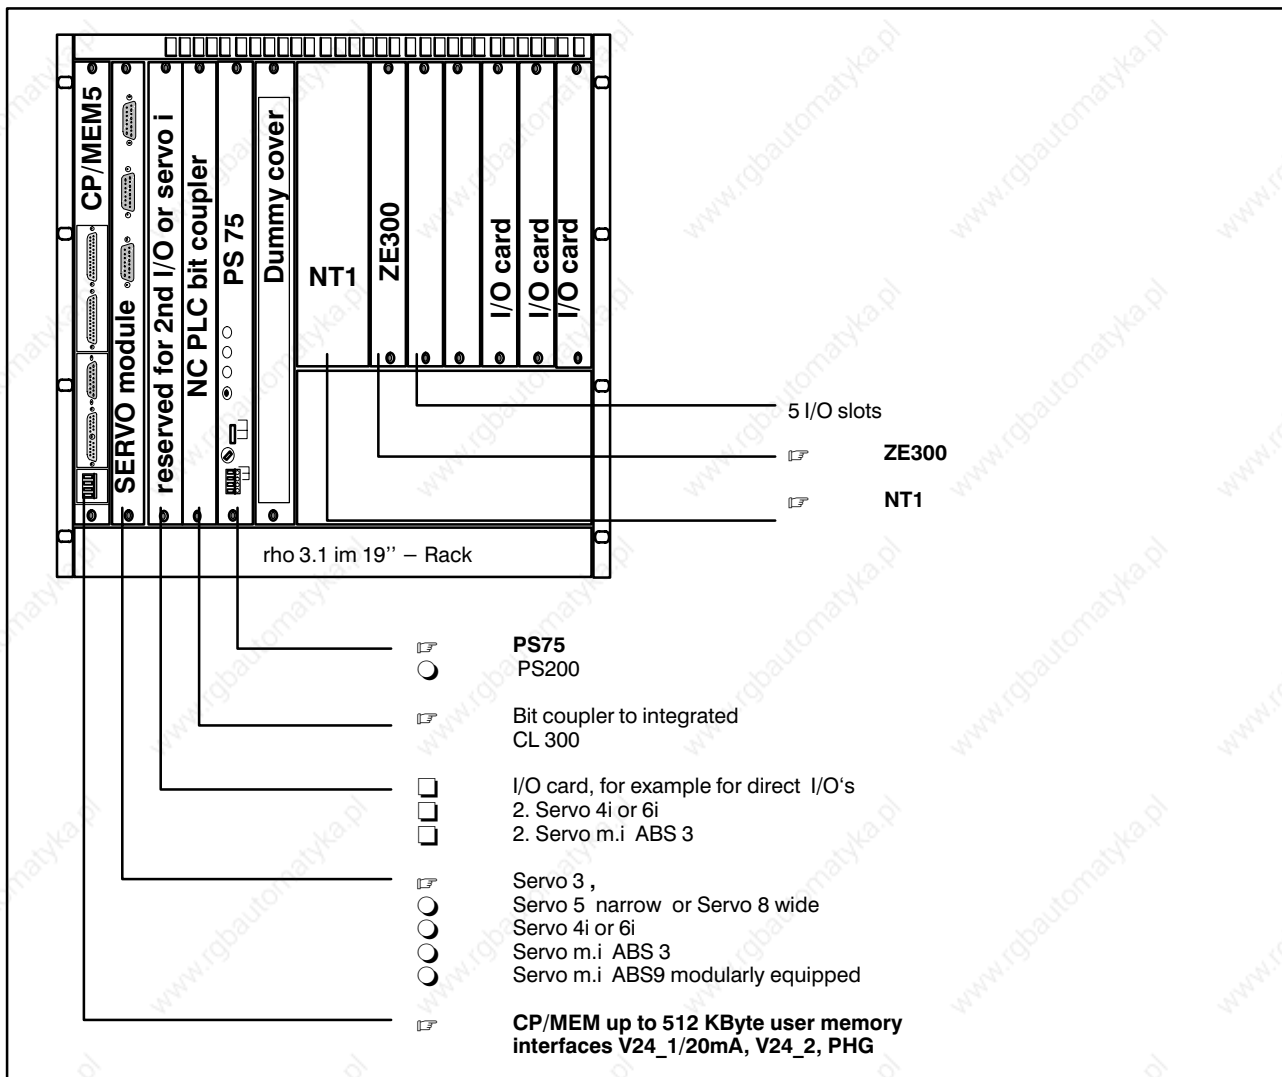 CP/MEM5
SERVO module
reserved for 2nd I/O or servo i
NC PLC bit coupler
PS 75
Dummy cover
NT1
ZE300
I/O card
I/O card
I/O card
5 I/O slots
☞ ZE300
☞ NT1
rho 3.1 im 19’’ – Rack
☞ PS75
PS200
☞ Bit coupler to integrated
CL 300
I/O card, for example for direct I/O‘s
2. Servo 4i or 6i
2. Servo m.i ABS 3
☞ Servo 3 ,
Servo 5 narrow or Servo 8 wide
Servo 4i or 6i
Servo m.i ABS 3
Servo m.i ABS9 modularly equipped
☞ CP/MEM up to 512 KByte user memory
interfaces V24_1/20mA, V24_2, PHG
www.rgbautomatyka.pl